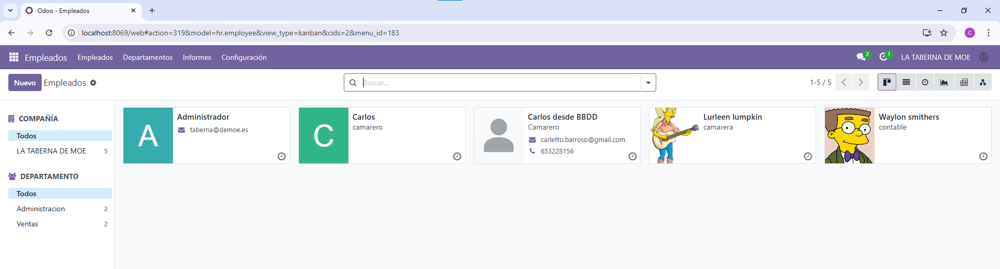 Odoo - Empleados
localhost:8069/web#action=319&model=hr.employee&view_type=kanban&cids=2&menu_id=183
C
Empleados Empleados Departamentos Informes Configuración
2 1 LA TABERNA DE MOE
Nuevo Empleados
Buscar...
1-5 / 5
COMPAÑÍA
Todos
LA TABERNA DE MOE 5
DEPARTAMENTO
Todos
Administracion 2
Ventas 2
A
Administrador
taberna@demoe.es
C
Carlos
camarero
Carlos desde BBDD
Camarero
carletto.barroso@gmail.com
653228156
Lurleen lumpkin
camarera
Waylon smithers
contable